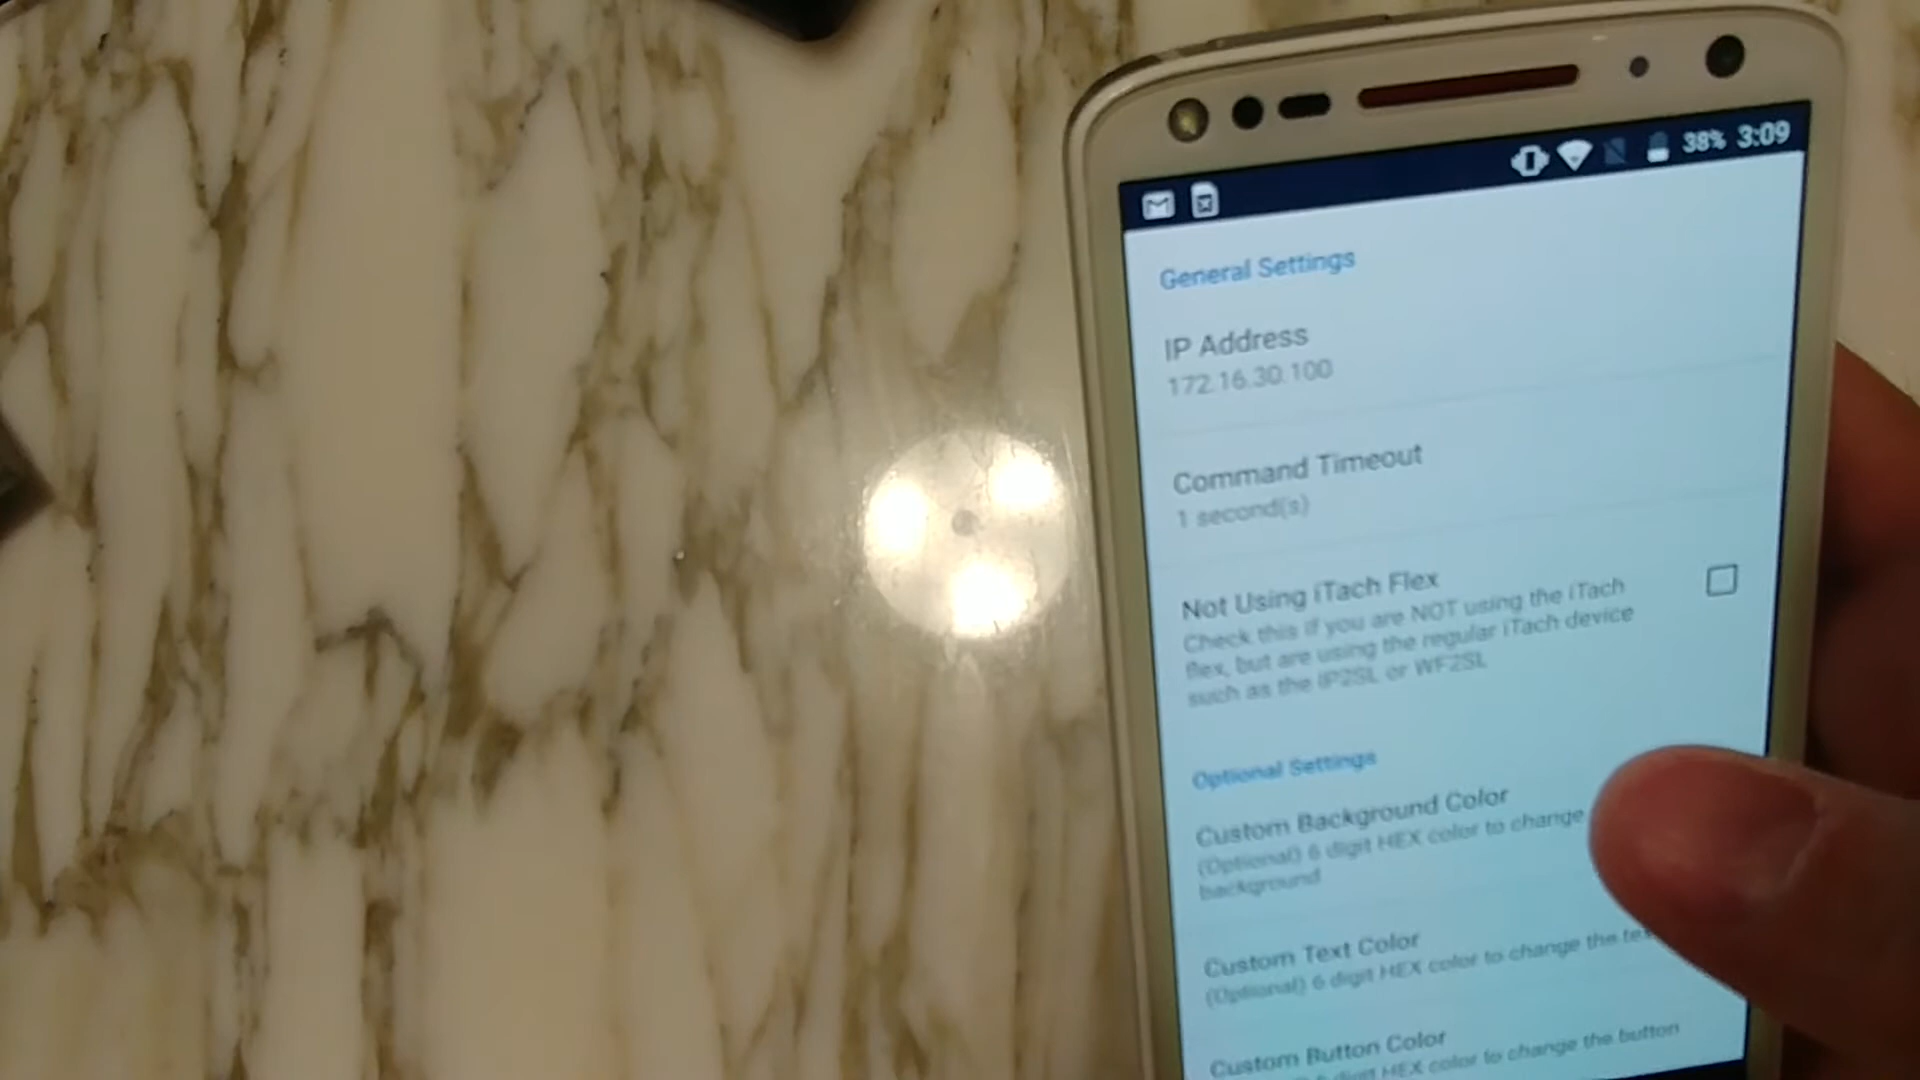 38% 3:09
General Settings
IP Address
172.16.30.100
Command Timeout
1 second(s)
Not Using iTach Flex
Check this if you are NOT using the iTach
flex, but are using the regular iTach device
such as the IP2SL or WF2SL
Optional Settings
Custom Background Color
(Optional) 6 digit HEX color to change
background
Custom Text Color
(Optional) 6 digit HEX color to change the
Custom Button Color
6 digit HEX color to change the button